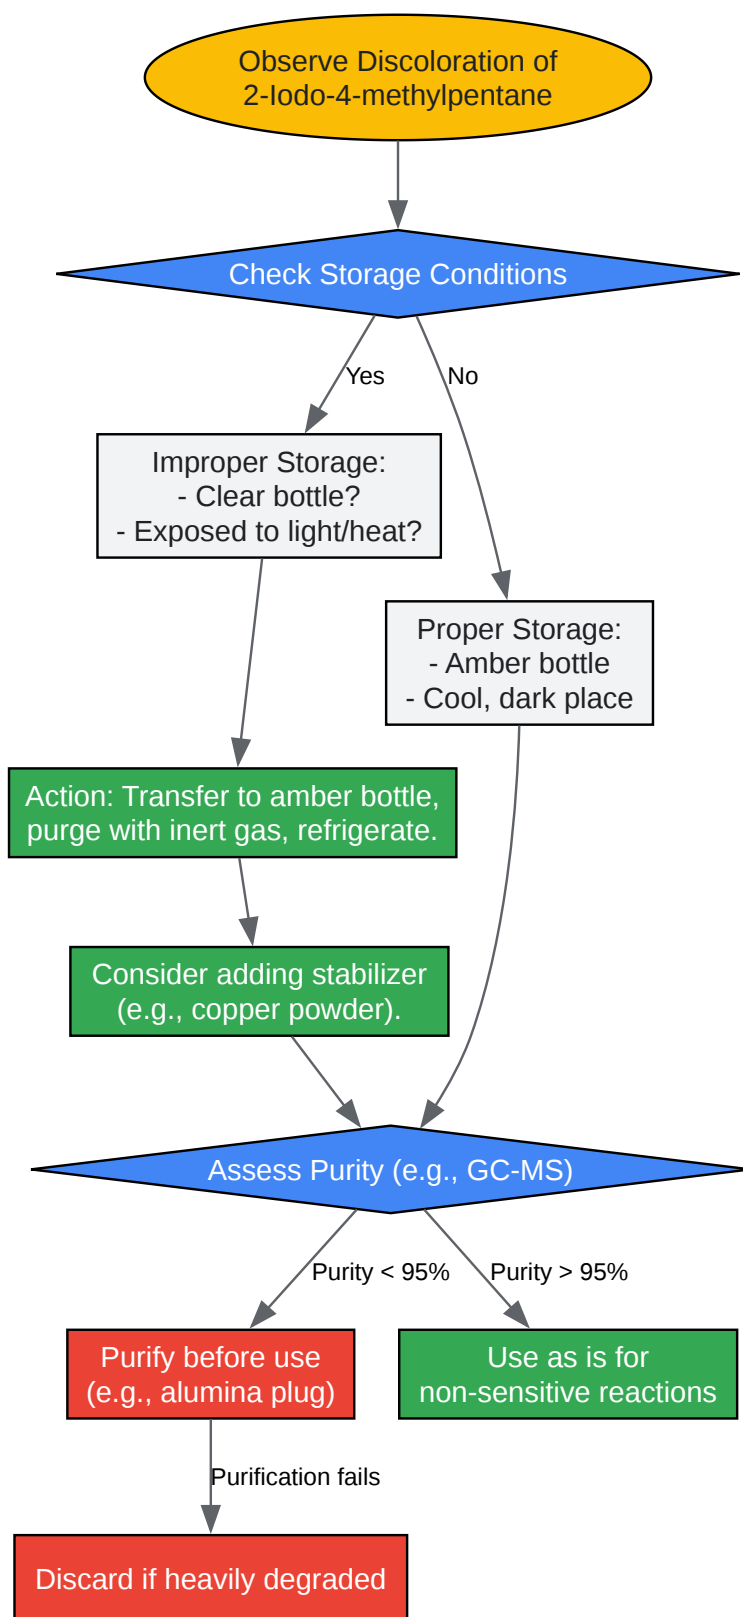 Observe Discoloration of
2-Iodo-4-methylpentane
Check Storage Conditions
Yes
No
Improper Storage:
- Clear bottle?
- Exposed to light/heat?
Proper Storage:
- Amber bottle
- Cool, dark place
Action: Transfer to amber bottle,
purge with inert gas, refrigerate.
Consider adding stabilizer
(e.g., copper powder).
Assess Purity (e.g., GC-MS)
Purity < 95%
Purity > 95%
Purify before use
(e.g., alumina plug)
Use as is for
non-sensitive reactions
Purification fails
Discard if heavily degraded